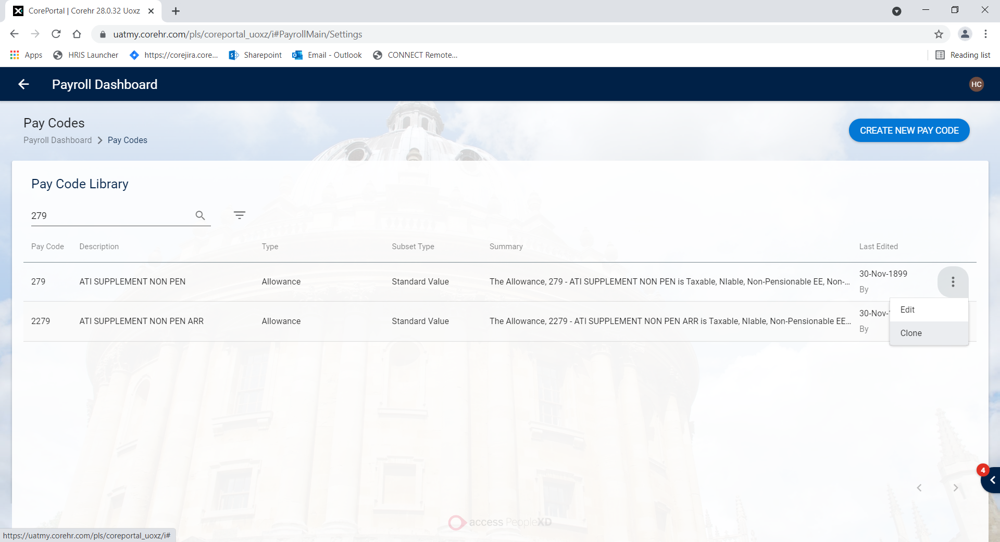 CorePortal | Corehr 28.0.32 Uoxz
uatmy.corehr.com/pls/coreportal_uoxz/i#PayrollMain/Settings
Apps HRIS Launcher https://corejira.core... Sharepoint Email - Outlook CONNECT Remote... Reading list
Payroll Dashboard HC
Pay Codes
CREATE NEW PAY CODE
Payroll Dashboard Pay Codes
Pay Code Library
279
Pay Code Description Type Subset Type Summary Last Edited
279 ATI SUPPLEMENT NON PEN Allowance Standard Value The Allowance, 279 - ATI SUPPLEMENT NON PEN is Taxable, NIable, Non-Pensionable EE, Non-... 30-Nov-1899
By
Edit
2279 ATI SUPPLEMENT NON PEN ARR Allowance Standard Value The Allowance, 2279 - ATI SUPPLEMENT NON PEN ARR is Taxable, NIable, Non-Pensionable EE... 30-Nov-
By
Clone
4
access PeopleXD
https://uatmy.corehr.com/pls/coreportal_uoxz/i#